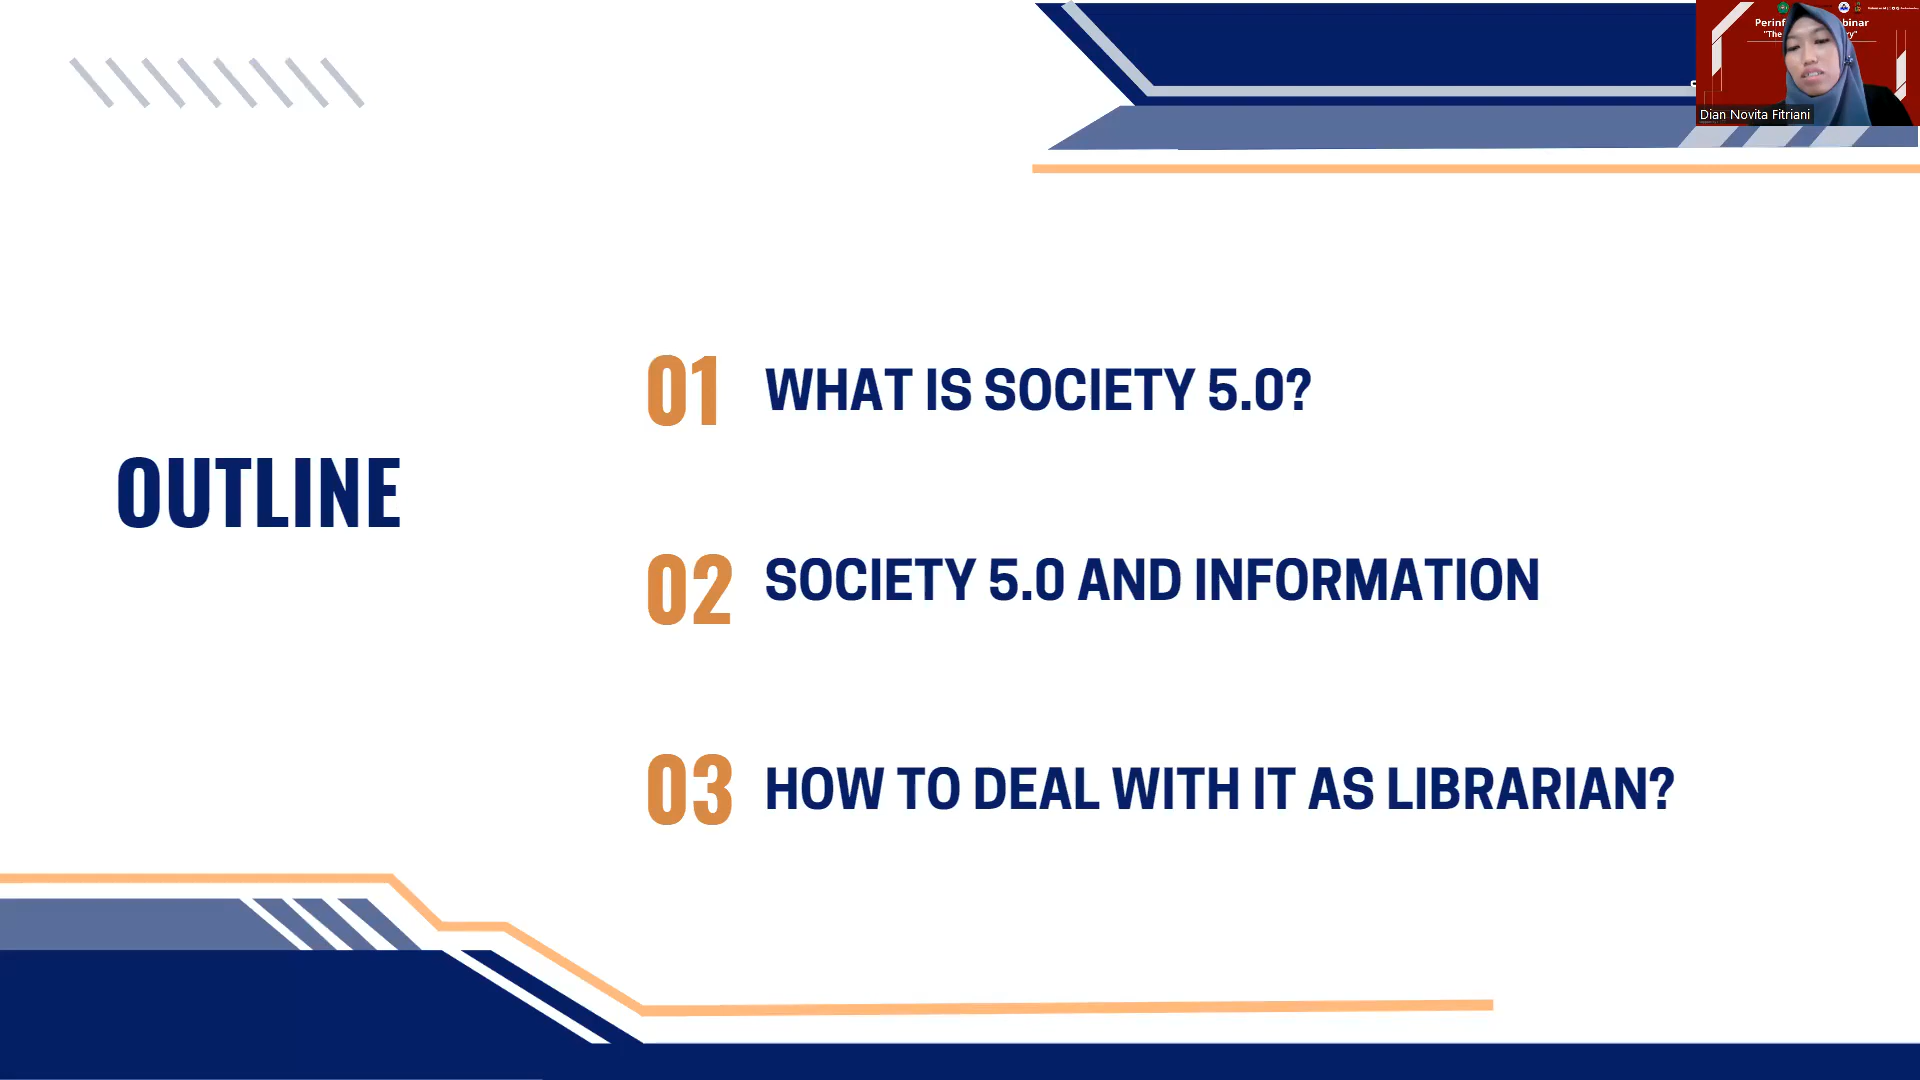 OUTLINE
01 WHAT IS SOCIETY 5.0?
02 SOCIETY 5.0 AND INFORMATION
03 HOW TO DEAL WITH IT AS LIBRARIAN?
"The
Dian Novita Fitriani